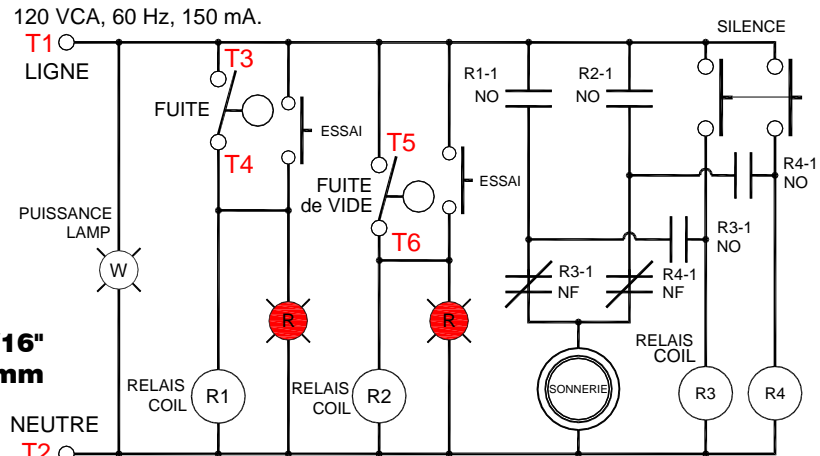 120 VCA, 60 Hz, 150 mA.
T1
LIGNE
T3
FUITE
T4
ESSAI
T5
FUITE
de VIDE
T6
ESSAI
R1-1
NO
R2-1
NO
SILENCE
R4-1
NO
R3-1
NO
R3-1
NF
R4-1
NF
PUISSANCE
LAMP
W
R
R
16"
mm
RELAIS
COIL
R1
RELAIS
COIL
R2
SONNERIE
RELAIS
COIL
R3
R4
NEUTRE
T2